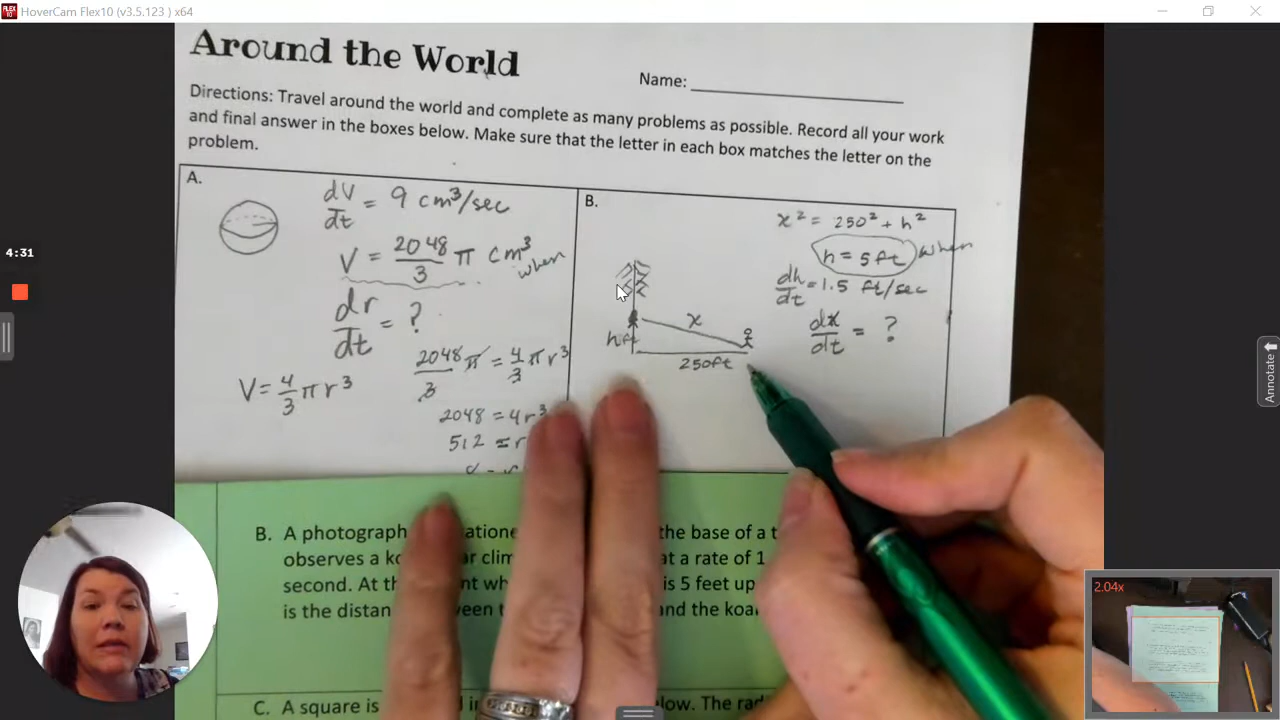 HoverCam Flex10 (v3.5.123 ) x64
Around the World
Name:
Directions: Travel around the world and complete as many problems as possible. Record all your work
and final answer in the boxes below. Make sure that the letter in each box matches the letter on the
problem.
A.
dV/dt = 9 cm³/sec
V = 2048/3 π cm³ when
dr/dt = ?
V = 4/3 π r³
2048/3 π = 4/3 π r³
2048 = 4r³
512 = r
B.
x² = 250² + h²
h = 5 ft when
dh/dt = 1.5 ft/sec
dx/dt = ?
x
h ft
250ft
B. A photograph the base of a t
observes a ko clim at a rate of 1
second. At th is 5 feet up
is the distan and the koa
C. A square is low. The rad
4:31
Annotate
2.04x